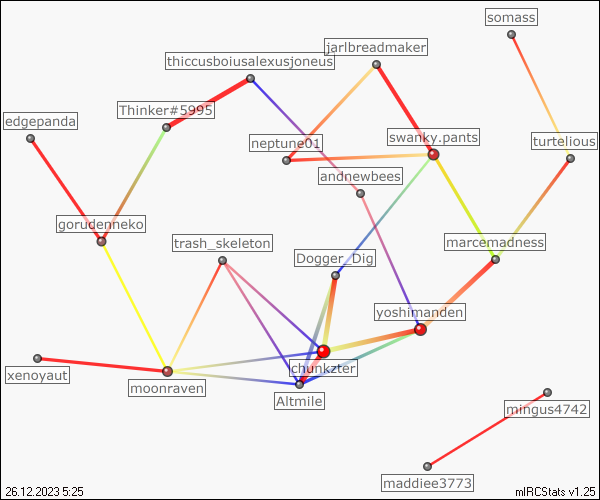 somass
jarlbreadmaker
thiccusboiusalexusjoneus
Thinker#5995
edgepanda
neptune01
swanky.pants
turtelious
andnewbees
gorudenneko
trash_skeleton
marcemadness
Dogger_Dig
yoshimanden
chunkzter
xenoyaut
moonraven
Altmile
mingus4742
maddiee3773
26.12.2023 5:25
mIRCStats v1.25